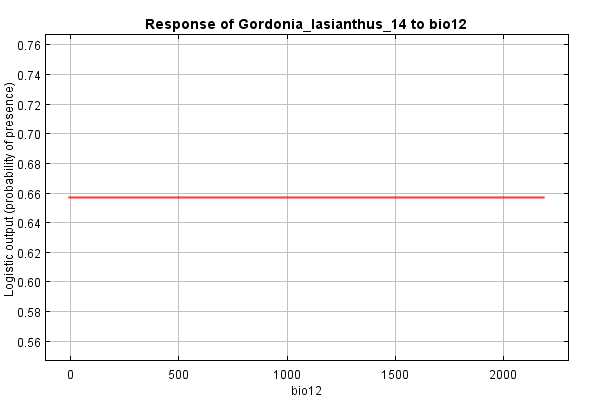 Response of Gordonia_lasianthus_14 to bio12
Logistic output (probability of presence)
0.76
0.74
0.72
0.70
0.68
0.66
0.64
0.62
0.60
0.58
0.56
0 500 1000 1500 2000
bio12